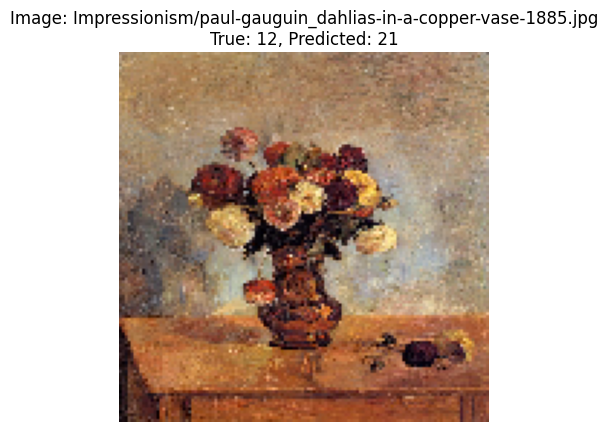 Image: Impressionism/paul-gauguin_dahlias-in-a-copper-vase-1885.jpg
True: 12, Predicted: 21